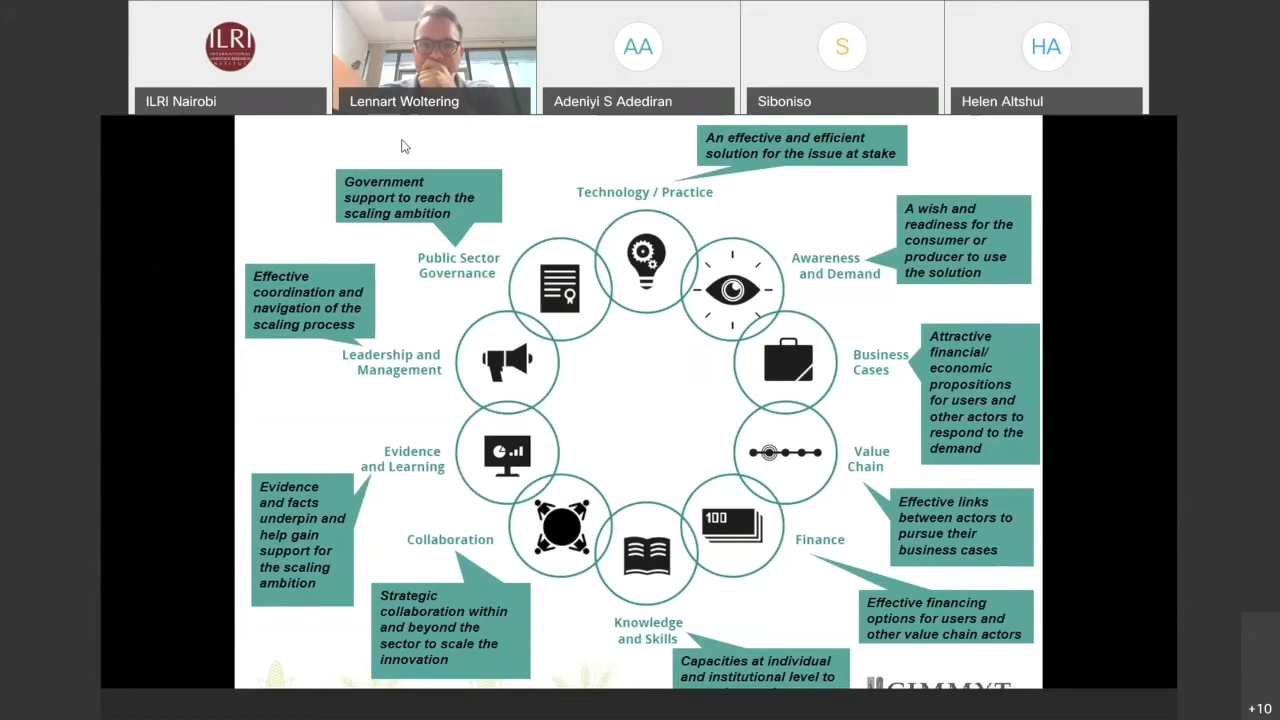 ILRI
INTERNATIONAL
LIVESTOCK RESEARCH
INSTITUTE
ILRI Nairobi
Lennart Woltering
AA
Adeniyi S Adediran
S
Siboniso
HA
Helen Altshul
An effective and efficient
solution for the issue at stake
Technology / Practice
Government
support to reach the
scaling ambition
Public Sector
Governance
A wish and
readiness for the
consumer or
producer to use
the solution
Awareness
and Demand
Effective
coordination and
navigation of the
scaling process
Leadership and
Management
Attractive
financial/
economic
propositions
for users and
other actors to
respond to the
demand
Business
Cases
Evidence
and Learning
Value
Chain
Evidence
and facts
underpin and
help gain
support for
the scaling
ambition
Effective links
between actors to
pursue their
business cases
100
Collaboration
Finance
Strategic
collaboration within
and beyond the
sector to scale the
innovation
Effective financing
options for users and
other value chain actors
Knowledge
and Skills
Capacities at individual
and institutional level to
CIMMYT
+10